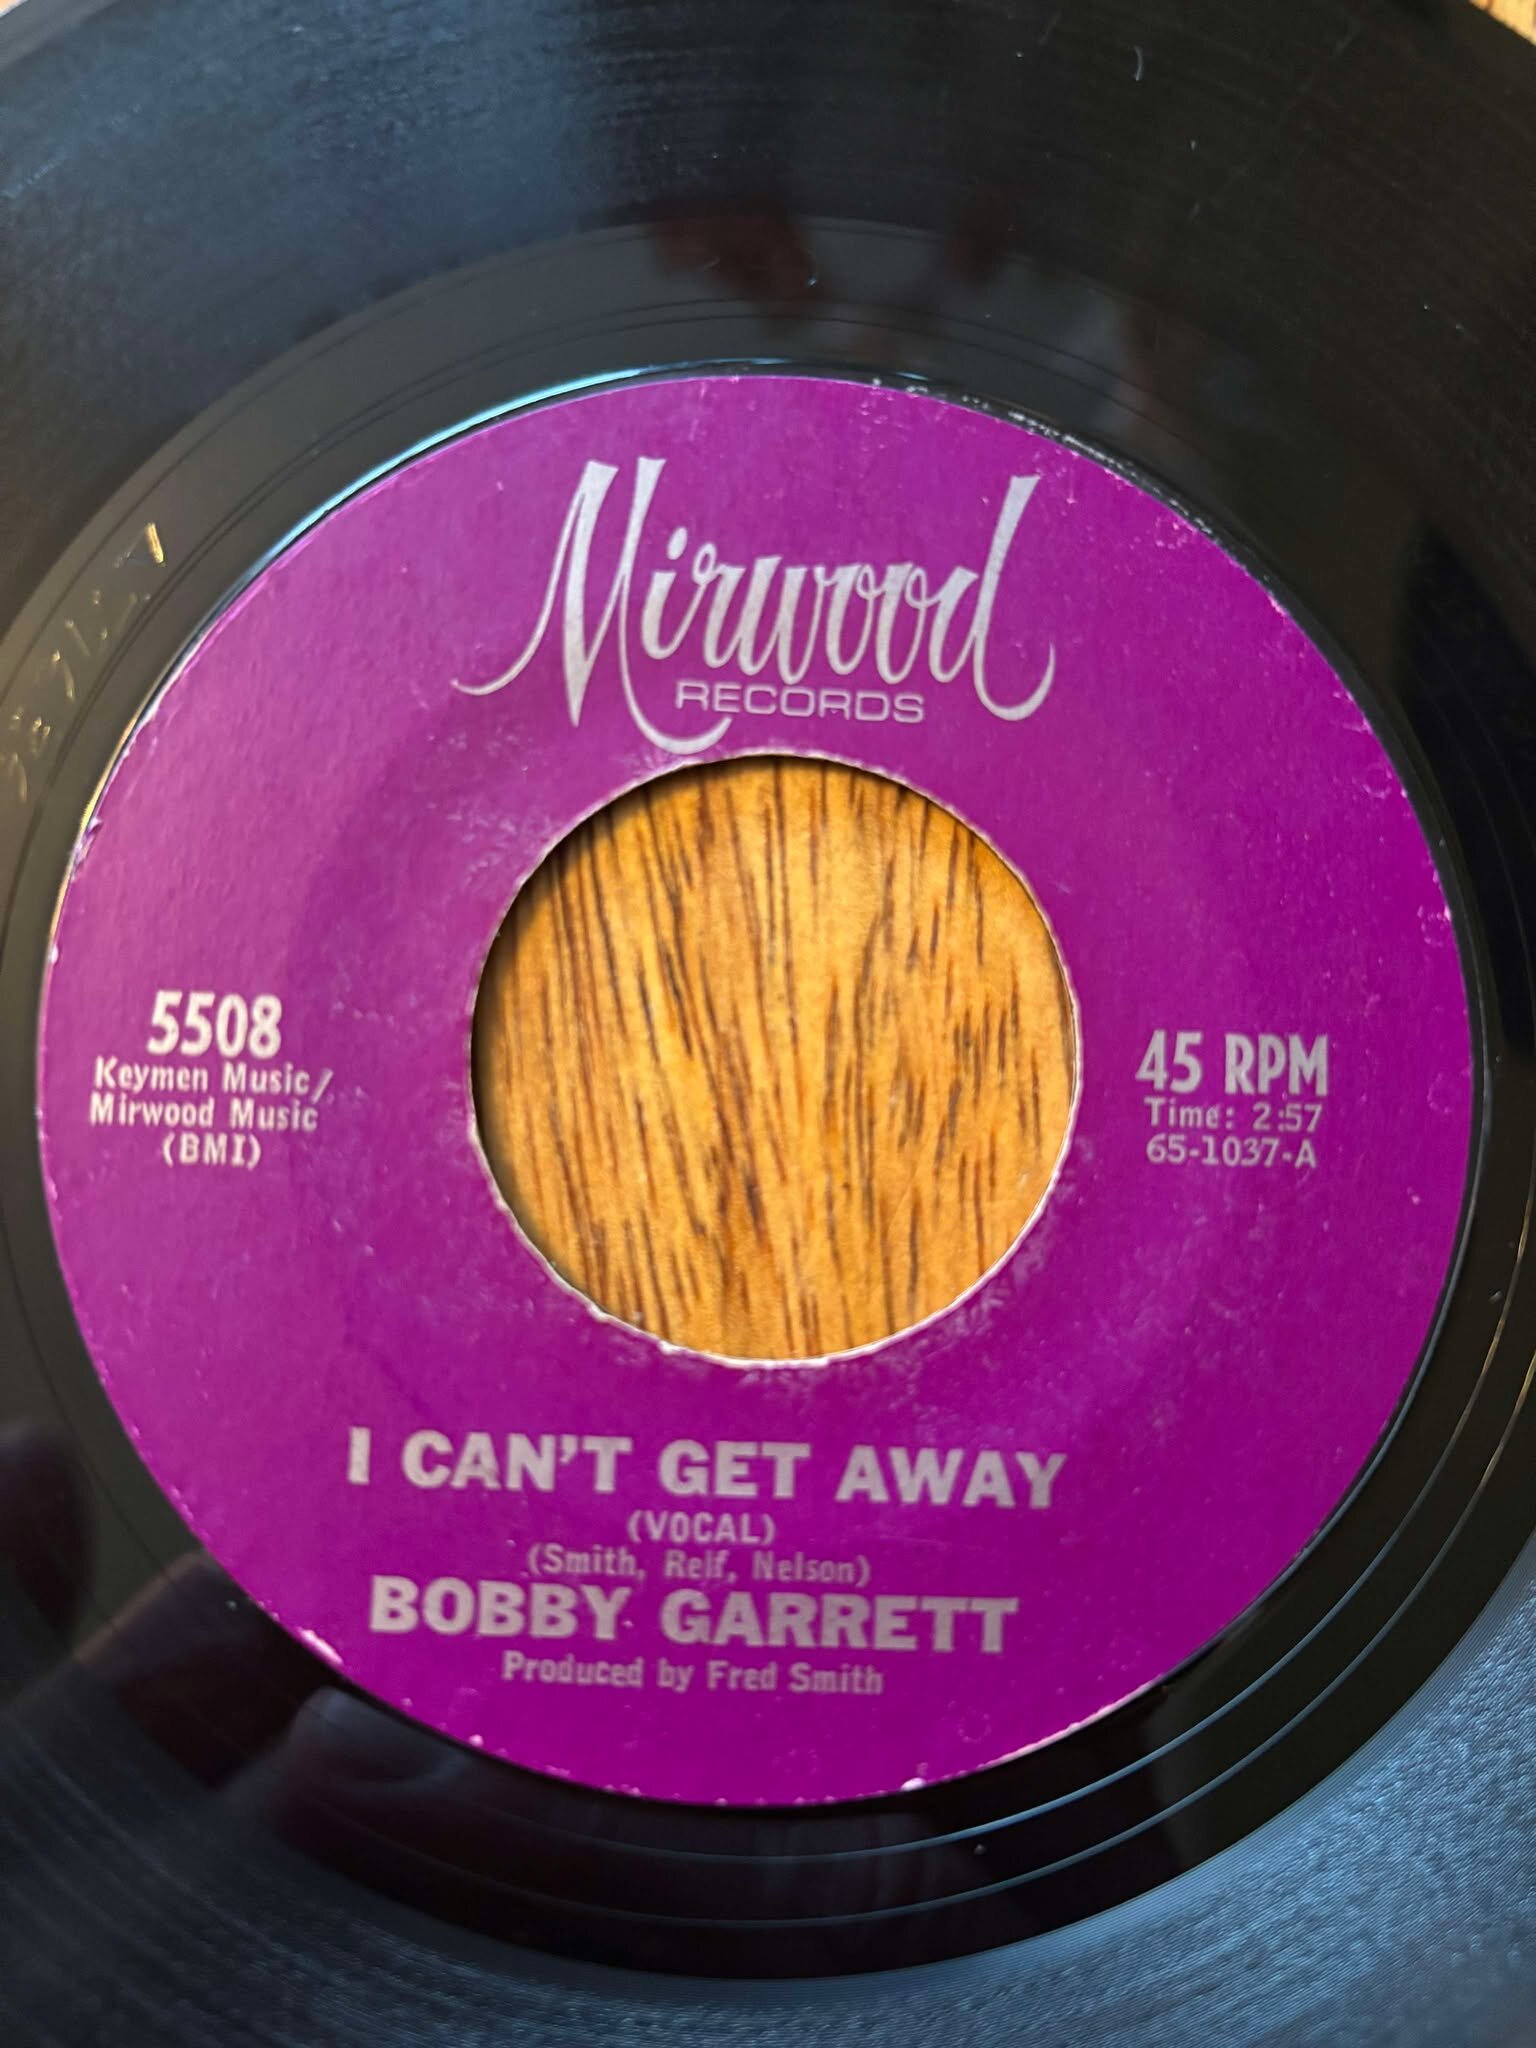 Mirwood
RECORDS
5508
Keymen Music/
Mirwood Music
(BMI)
45 RPM
Time: 2:57
65-1037-A
I CAN'T GET AWAY
(VOCAL)
(Smith, Relf, Nelson)
BOBBY GARRETT
Produced by Fred Smith